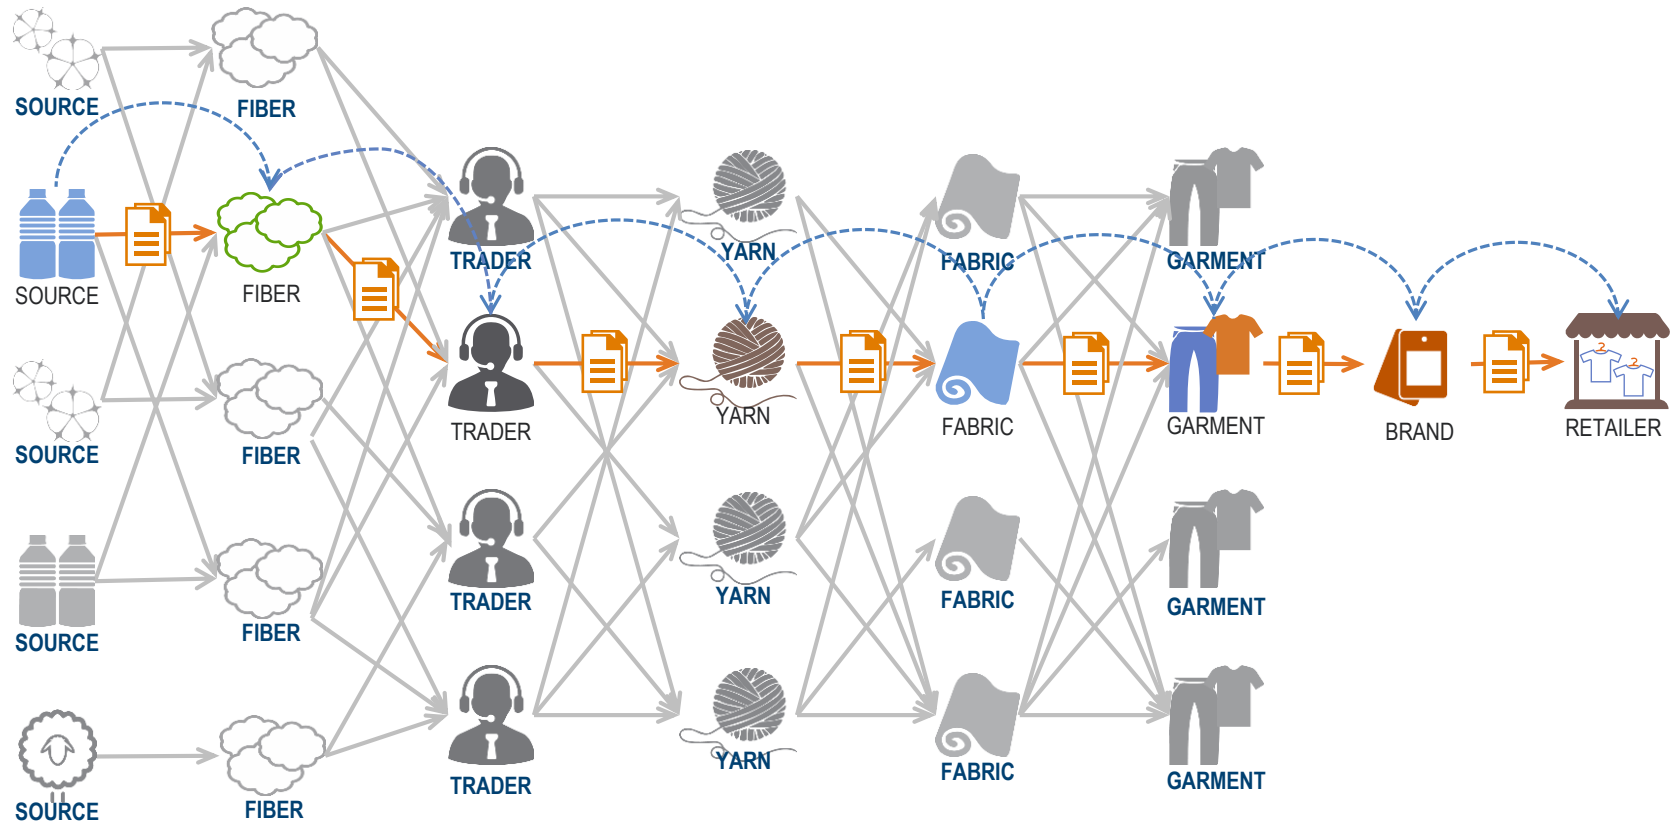 SOURCE
FIBER
TRADER
YARN
FABRIC
GARMENT
SOURCE
FIBER
TRADER
YARN
FABRIC
GARMENT
BRAND
RETAILER
SOURCE
FIBER
TRADER
YARN
FABRIC
GARMENT
SOURCE
FIBER
TRADER
YARN
FABRIC
GARMENT
SOURCE
FIBER